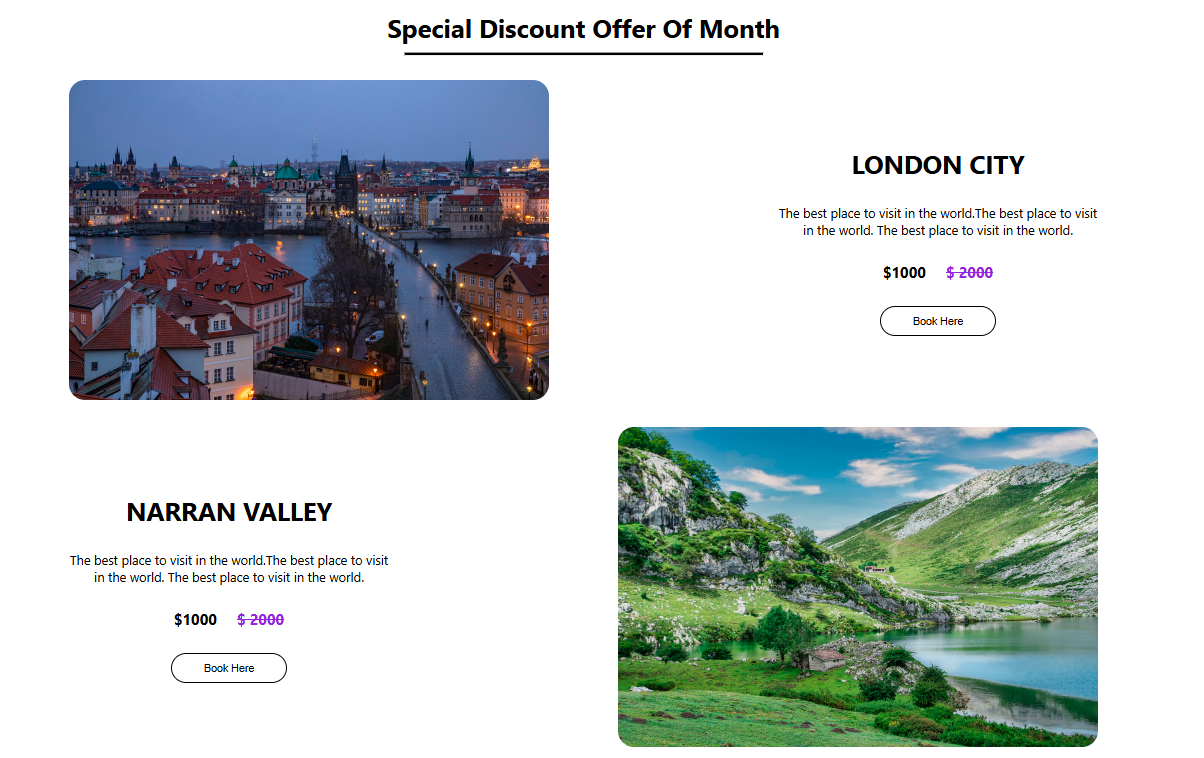 Special Discount Offer Of Month
LONDON CITY
The best place to visit in the world.The best place to visit
in the world. The best place to visit in the world.
$1000 $ 2000
Book Here
NARRAN VALLEY
The best place to visit in the world.The best place to visit
in the world. The best place to visit in the world.
$1000 $ 2000
Book Here